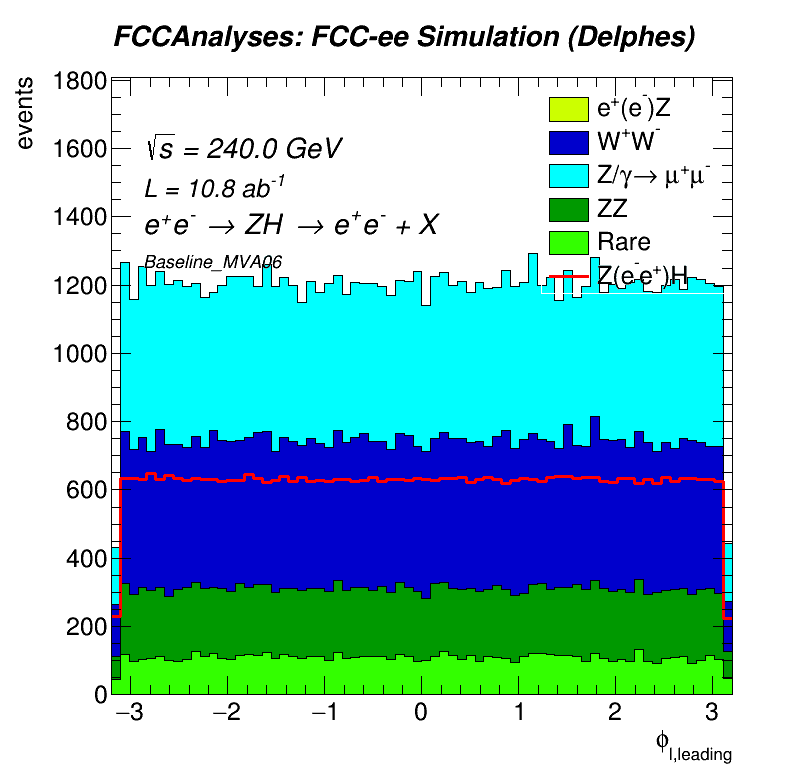 FCCAnalyses: FCC-ee Simulation (Delphes)
events
1800
1600
1400
1200
1000
800
600
400
200
0
√s = 240.0 GeV
L = 10.8 ab⁻¹
e⁺e⁻ → ZH → e⁺e⁻ + X
Baseline_MVA06
e⁺(e⁻)Z
W⁺W⁻
Z/γ→ μ⁺μ⁻
ZZ
Rare
Z(e⁻e⁺)H
−3 −2 −1 0 1 2 3
ϕl,leading